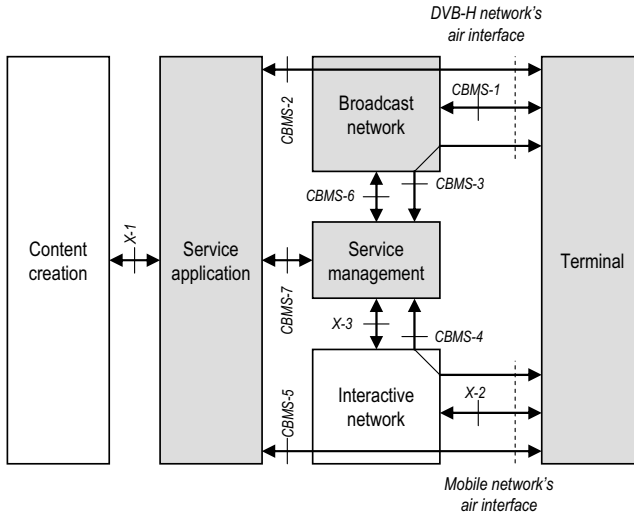 DVB-H network's
air interface
CBMS-2
Broadcast
network
CBMS-1
CBMS-6
CBMS-3
Content
creation
X-1
Service
application
CBMS-7
Service
management
Terminal
X-3
CBMS-4
CBMS-5
Interactive
network
X-2
Mobile network's
air interface